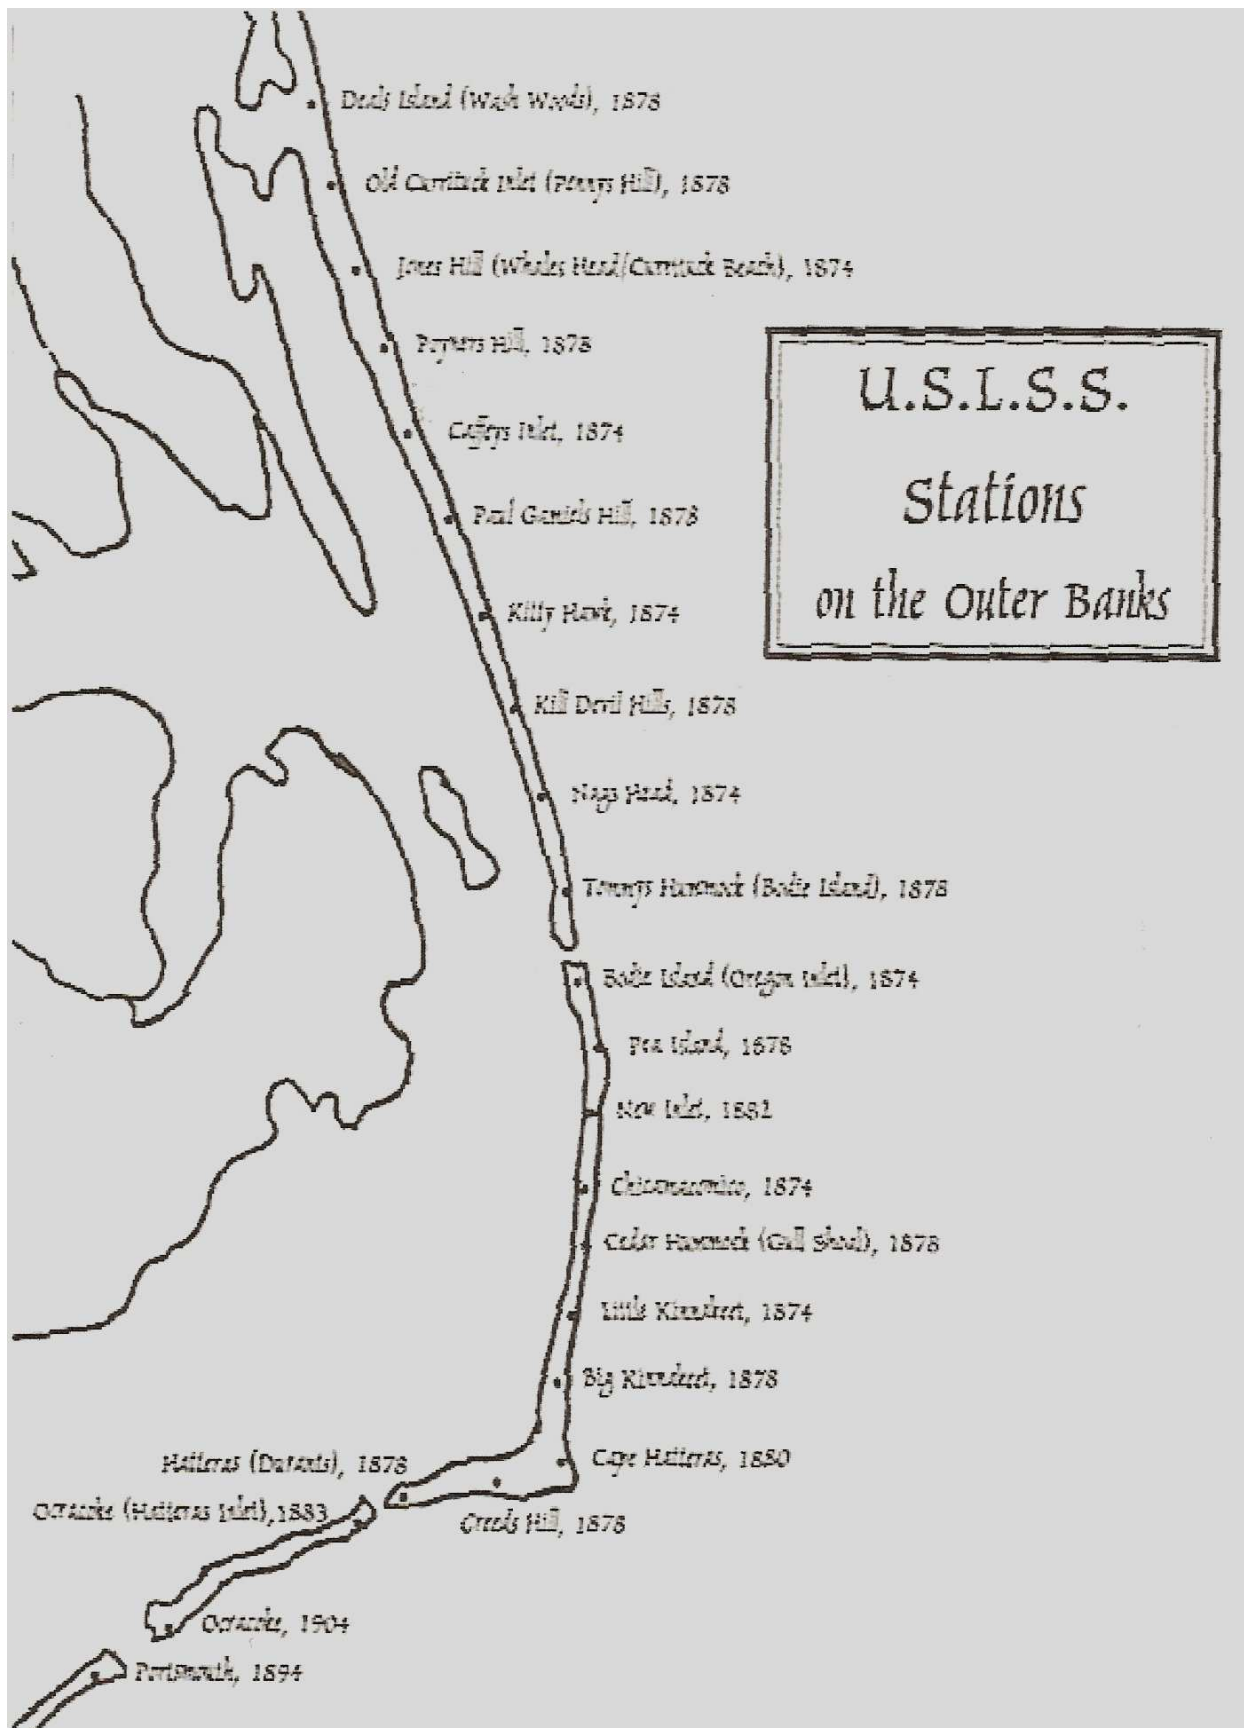 Deals Island (Wash Woods), 1878
Old Currituck Inlet (Pennys Hill), 1878
Jones Hill (Whales Head/Currituck Beach), 1874
Poyners Hill, 1878
Caffeys Inlet, 1874
Paul Gamiels Hill, 1878
U.S.L.S.S.
Stations
on the Outer Banks
Kitty Hawk, 1874
Kill Devil Hills, 1878
Nags Head, 1874
Tommys Hummock (Bodie Island), 1878
Bodie Island (Oregon Inlet), 1874
Pea Island, 1878
New Inlet, 1882
Chicamacomico, 1874
Cedar Hummock (Gull Shoal), 1878
Little Kinnakeet, 1874
Big Kinnakeet, 1878
Cape Hatteras, 1880
Hatteras (Durants), 1878
Ocracoke (Hatteras Inlet),1883
Creeds Hill, 1878
Ocracoke, 1904
Portsmouth, 1894